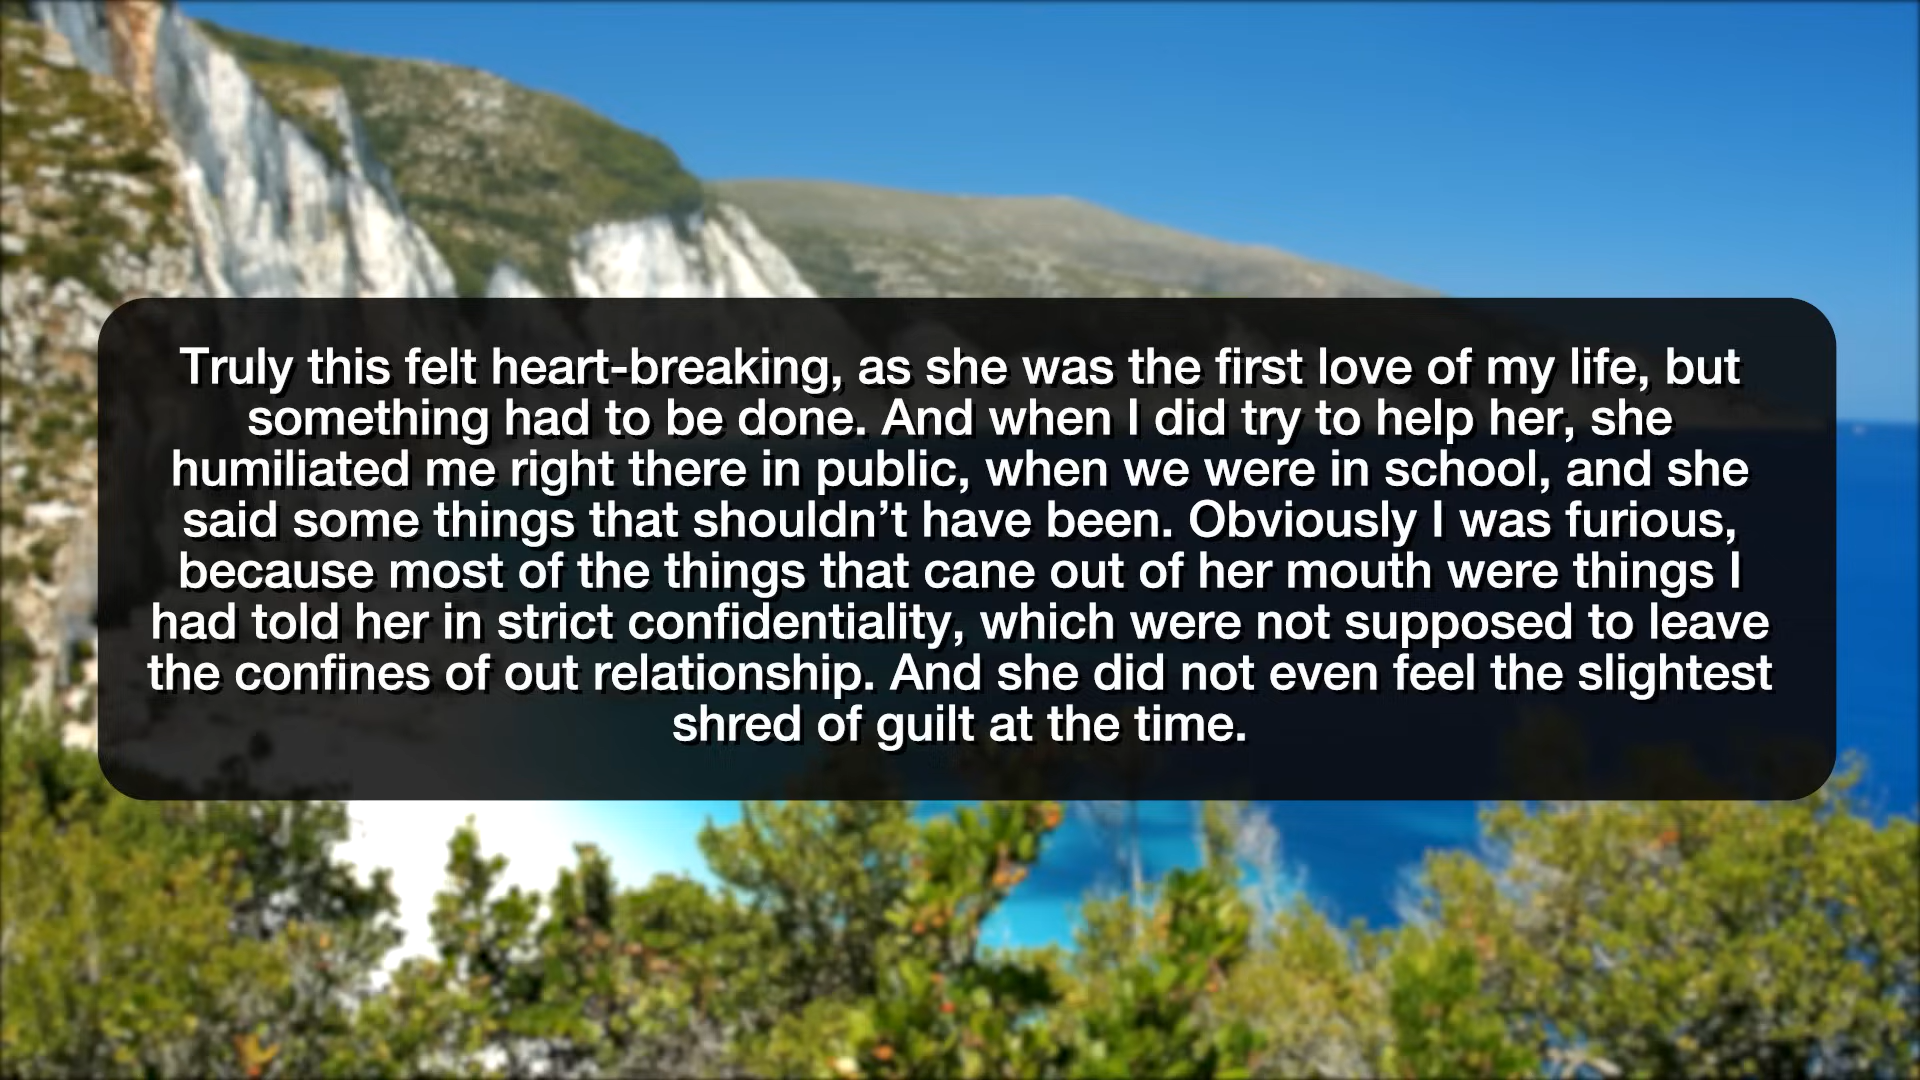 Truly this felt heart-breaking, as she was the first love of my life, but
something had to be done. And when I did try to help her, she
humiliated me right there in public, when we were in school, and she
said some things that shouldn’t have been. Obviously I was furious,
because most of the things that cane out of her mouth were things I
had told her in strict confidentiality, which were not supposed to leave
the confines of out relationship. And she did not even feel the slightest
shred of guilt at the time.